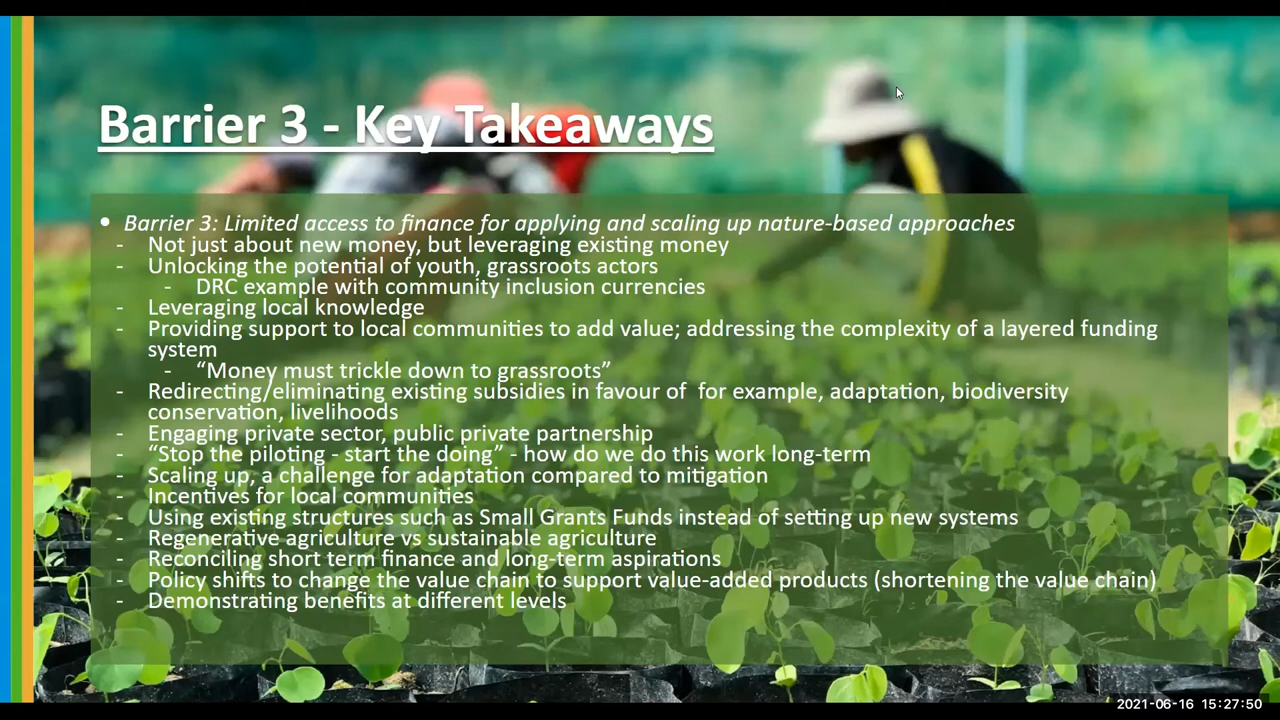 Barrier 3 - Key Takeaways
• Barrier 3: Limited access to finance for applying and scaling up nature-based approaches
- Not just about new money, but leveraging existing money
- Unlocking the potential of youth, grassroots actors
- DRC example with community inclusion currencies
- Leveraging local knowledge
- Providing support to local communities to add value; addressing the complexity of a layered funding
system
- “Money must trickle down to grassroots”
- Redirecting/eliminating existing subsidies in favour of  for example, adaptation, biodiversity
conservation, livelihoods
- Engaging private sector, public private partnership
- “Stop the piloting - start the doing” - how do we do this work long-term
- Scaling up, a challenge for adaptation compared to mitigation
- Incentives for local communities
- Using existing structures such as Small Grants Funds instead of setting up new systems
- Regenerative agriculture vs sustainable agriculture
- Reconciling short term finance and long-term aspirations
- Policy shifts to change the value chain to support value-added products (shortening the value chain)
- Demonstrating benefits at different levels
2021-06-16 15:27:50